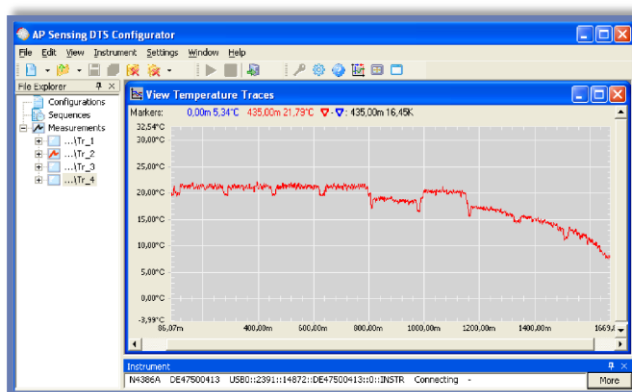 AP Sensing DTS Configurator
File Edit View Instrument Settings Window Help
File Explorer
Configurations
Sequences
Measurements
...\Tr_1
...\Tr_2
...\Tr_3
...\Tr_4
View Temperature Traces
Markers: 0,00m 5,34°C 435,00m 21,79°C ∇-∇: 435,00m 16,45K
32,54°C
30,00°C
25,00°C
20,00°C
15,00°C
10,00°C
5,00°C
0,00°C
-3,99°C
86,07m 400,00m 600,00m 800,00m 1000,00m 1200,00m 1400,00m
Instrument
N4386A DE47500413 USB0::2391::14872::DE47500413::0::INSTR Connecting -
More